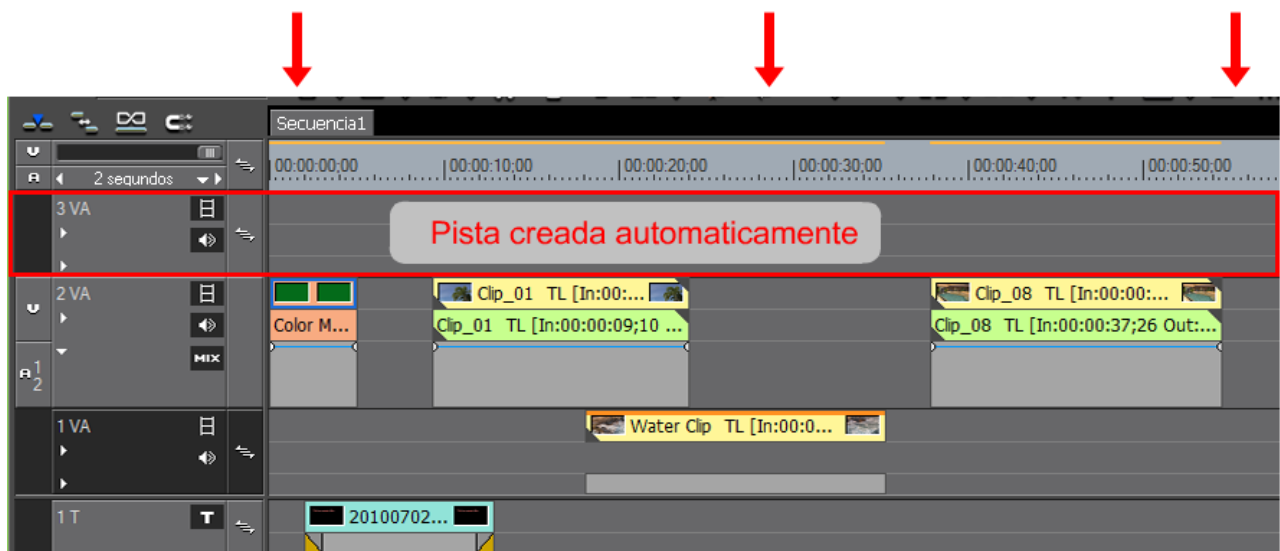 Secuencia1
U
A 2 segundos
00:00:00;00 00:00:10;00 00:00:20;00 00:00:30;00 00:00:40;00 00:00:50;00
3 VA
Pista creada automaticamente
2 VA
Clip_01 TL [In:00:... Clip_08 TL [In:00:00:...
U
Color M... Clip_01 TL [In:00:00:09;10 ... Clip_08 TL [In:00:00:37;26 Out:...
MIX
A 1 2
1 VA
Water Clip TL [In:00:0...
1 T T
20100702...